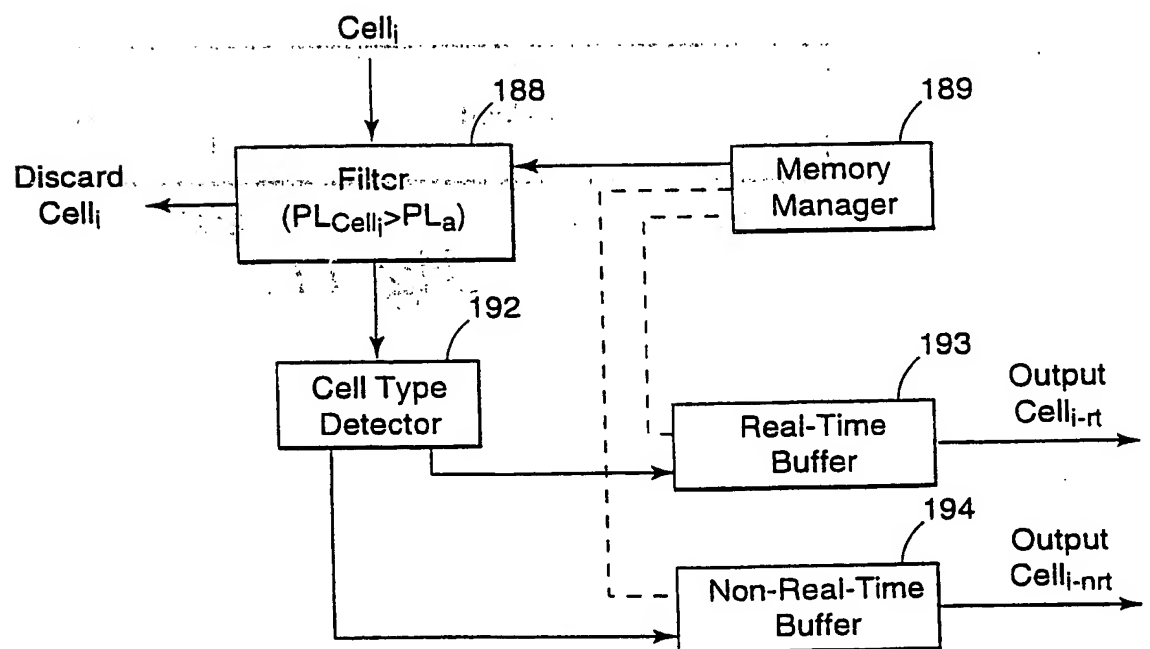 Cell_i
188
189
Discard
Cell_i
Filter
(PL_Cell_i>PL_a)
Memory
Manager
192
Cell Type
Detector
193
Real-Time
Buffer
Output
Cell_i-rt
194
Non-Real-Time
Buffer
Output
Cell_i-nrt